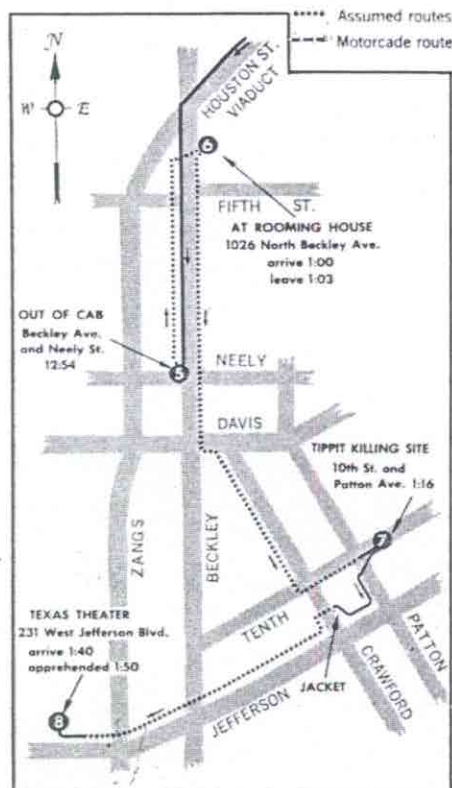 Assumed routes
Motorcade route
N
W
E
HOUSTON ST.
VIADUCT
6
FIFTH ST.
AT ROOMING HOUSE
1026 North Beckley Ave.
arrive 1:00
leave 1:03
OUT OF CAB
Beckley Ave.
and Neely St.
12:54
5
NEELY
DAVIS
TIPPIT KILLING SITE
10th St. and
Patton Ave. 1:16
7
ZANGS
BECKLEY
TEXAS THEATER
231 West Jefferson Blvd.
arrive 1:40
apprehended 1:50
8
TENTH
JEFFERSON
JACKET
CRAWFORD
PATTON